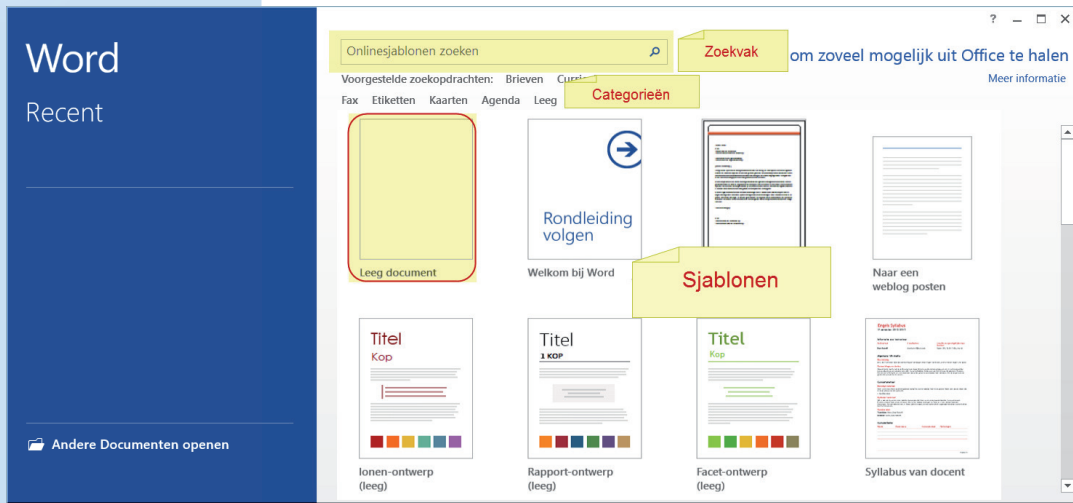 Word
Recent
Andere Documenten openen
?
Onlinesjablonen zoeken
Zoekvak
om zoveel mogelijk uit Office te halen
Voorgestelde zoekopdrachten: Brieven
Meer informatie
Fax Etiketten Kaarten Agenda Leeg
Categorieën
Rondleiding
volgen
Leeg document
Welkom bij Word
Sjablonen
Naar een
weblog posten
Titel
Kop
Titel
1 KOP
Titel
Kop
Engels Syllabus
Ionen-ontwerp
(leeg)
Rapport-ontwerp
(leeg)
Facet-ontwerp
(leeg)
Syllabus van docent